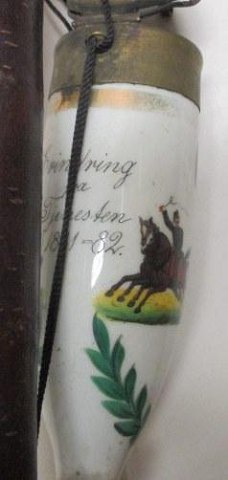 Erindring
fra
Tjenesten
1881-82.